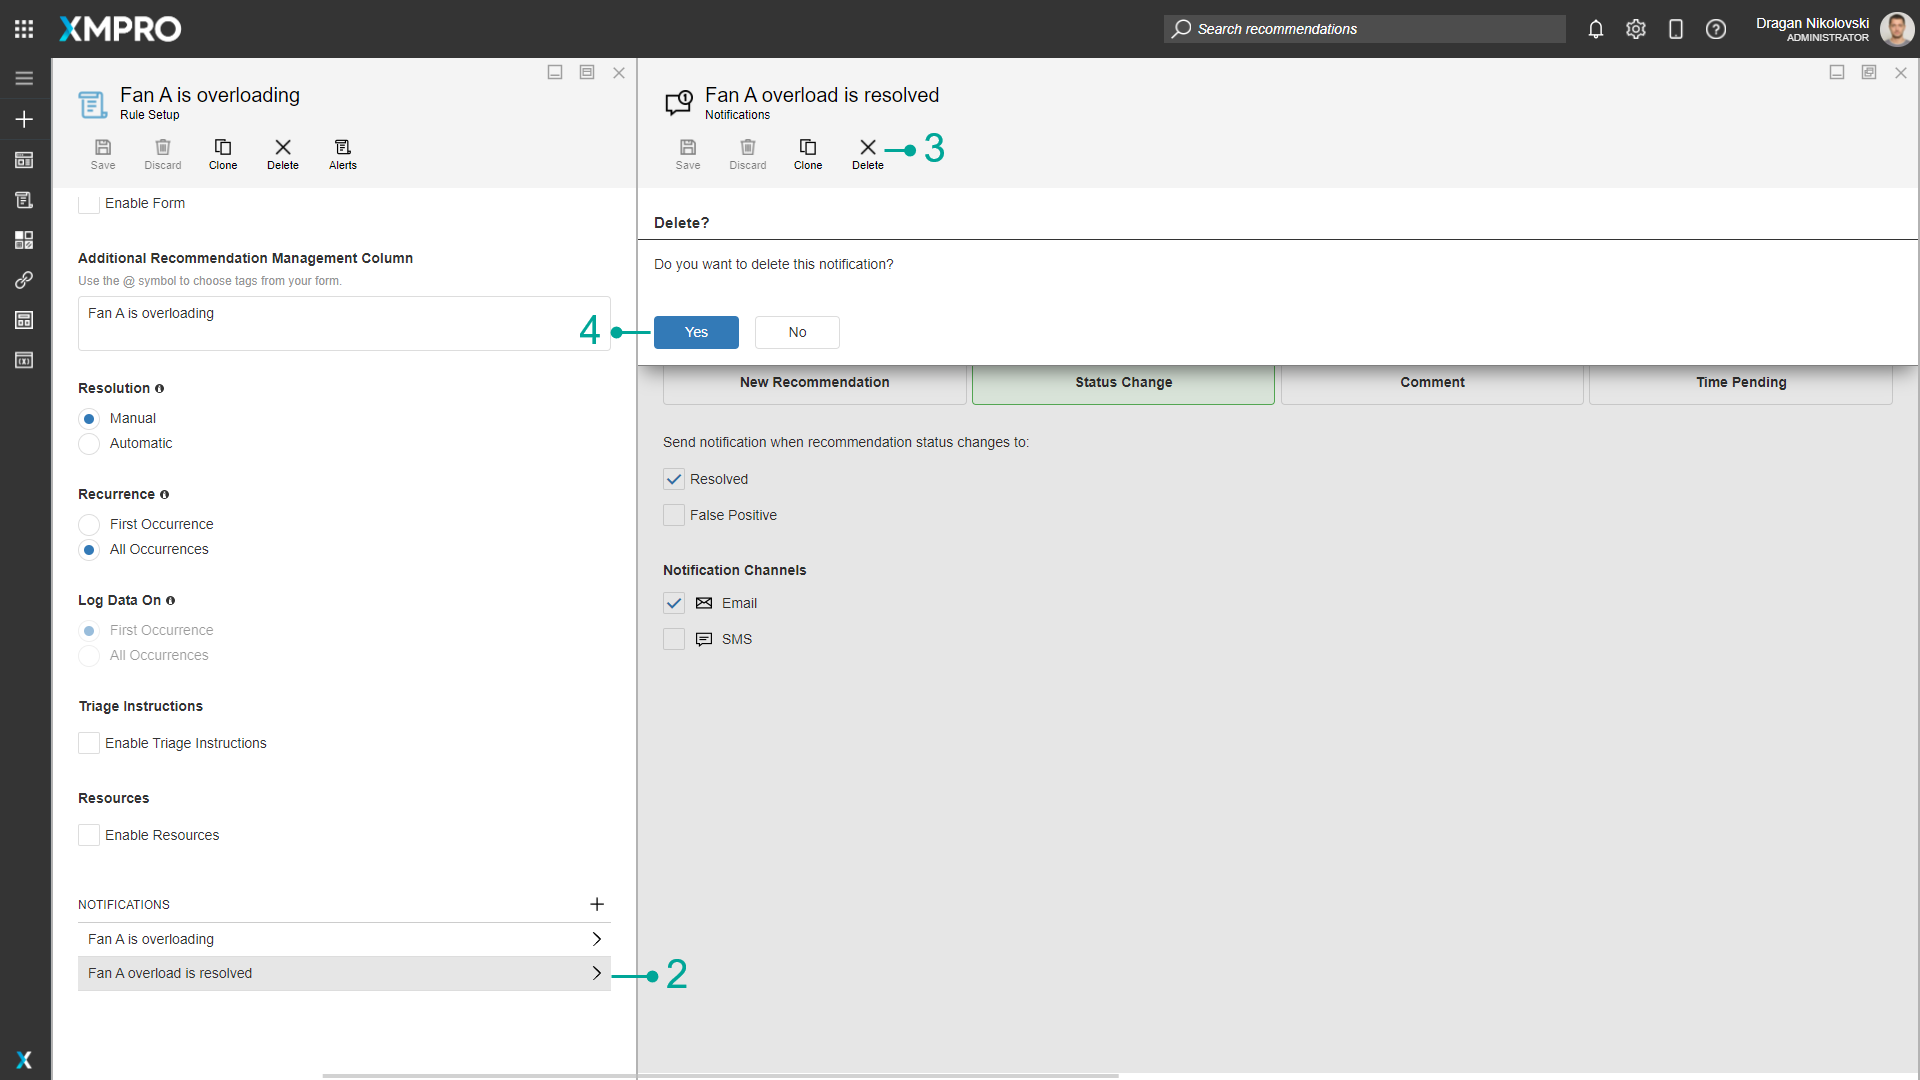 XMPRO
Search recommendations
Dragan Nikolovski
ADMINISTRATOR
Fan A is overloading
Rule Setup
Save
Discard
Clone
Delete
Alerts
Enable Form
Additional Recommendation Management Column
Use the @ symbol to choose tags from your form.
Fan A is overloading
Resolution
Manual
Automatic
Recurrence
First Occurrence
All Occurrences
Log Data On
First Occurrence
All Occurrences
Triage Instructions
Enable Triage Instructions
Resources
Enable Resources
NOTIFICATIONS
Fan A is overloading
Fan A overload is resolved
2
Fan A overload is resolved
Notifications
Save
Discard
Clone
Delete
3
Delete?
Do you want to delete this notification?
4
Yes
No
New Recommendation
Status Change
Comment
Time Pending
Send notification when recommendation status changes to:
Resolved
False Positive
Notification Channels
Email
SMS